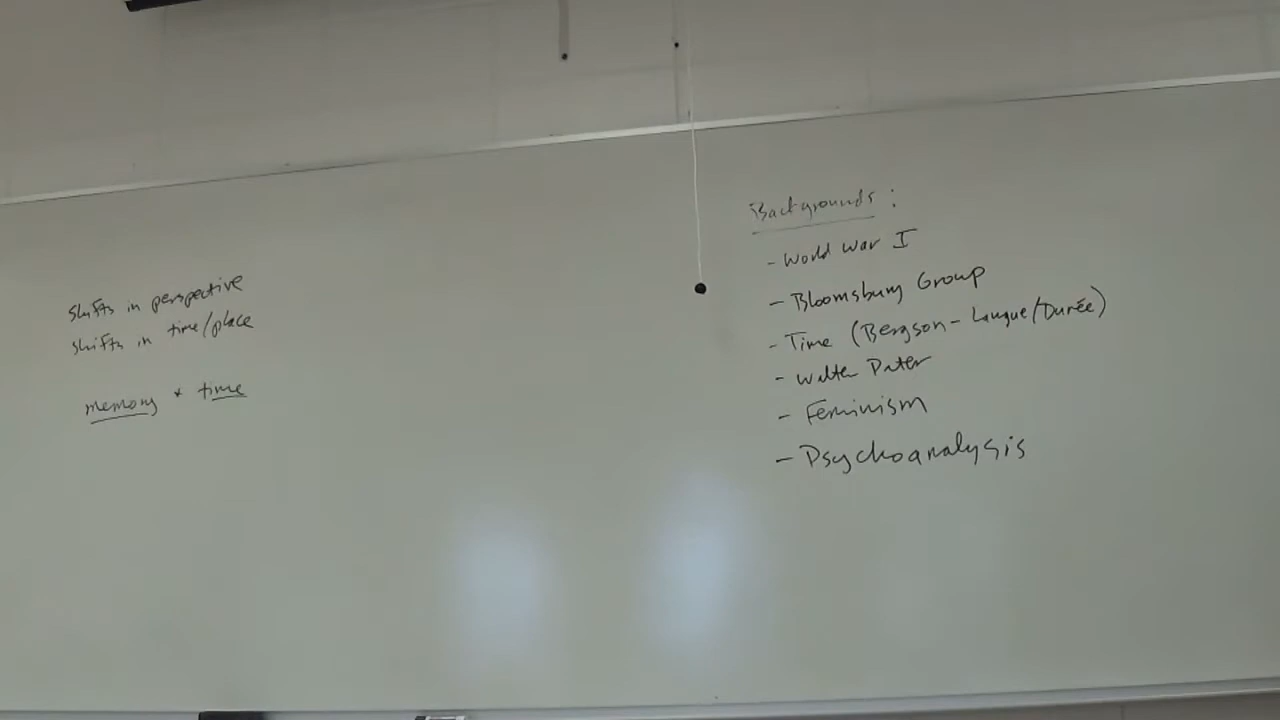 shifts in perspective
shifts in time/place
memory + time
Backgrounds:
- World War I
- Bloomsbury Group
- Time (Bergson - Langue/Durée)
- Walter Pater
- Feminism
- Psychoanalysis